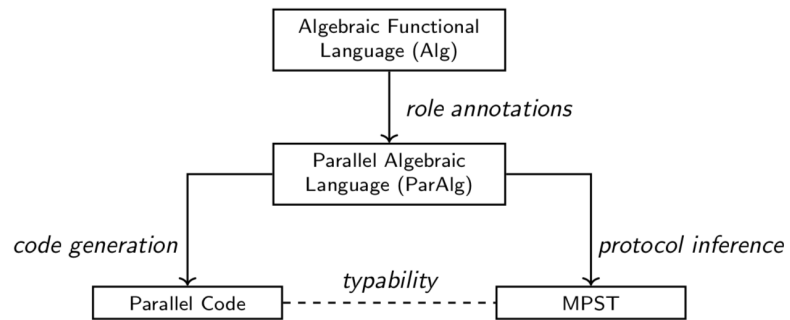 Algebraic Functional
Language (Alg)
role annotations
Parallel Algebraic
Language (ParAlg)
code generation
protocol inference
typability
Parallel Code
MPST